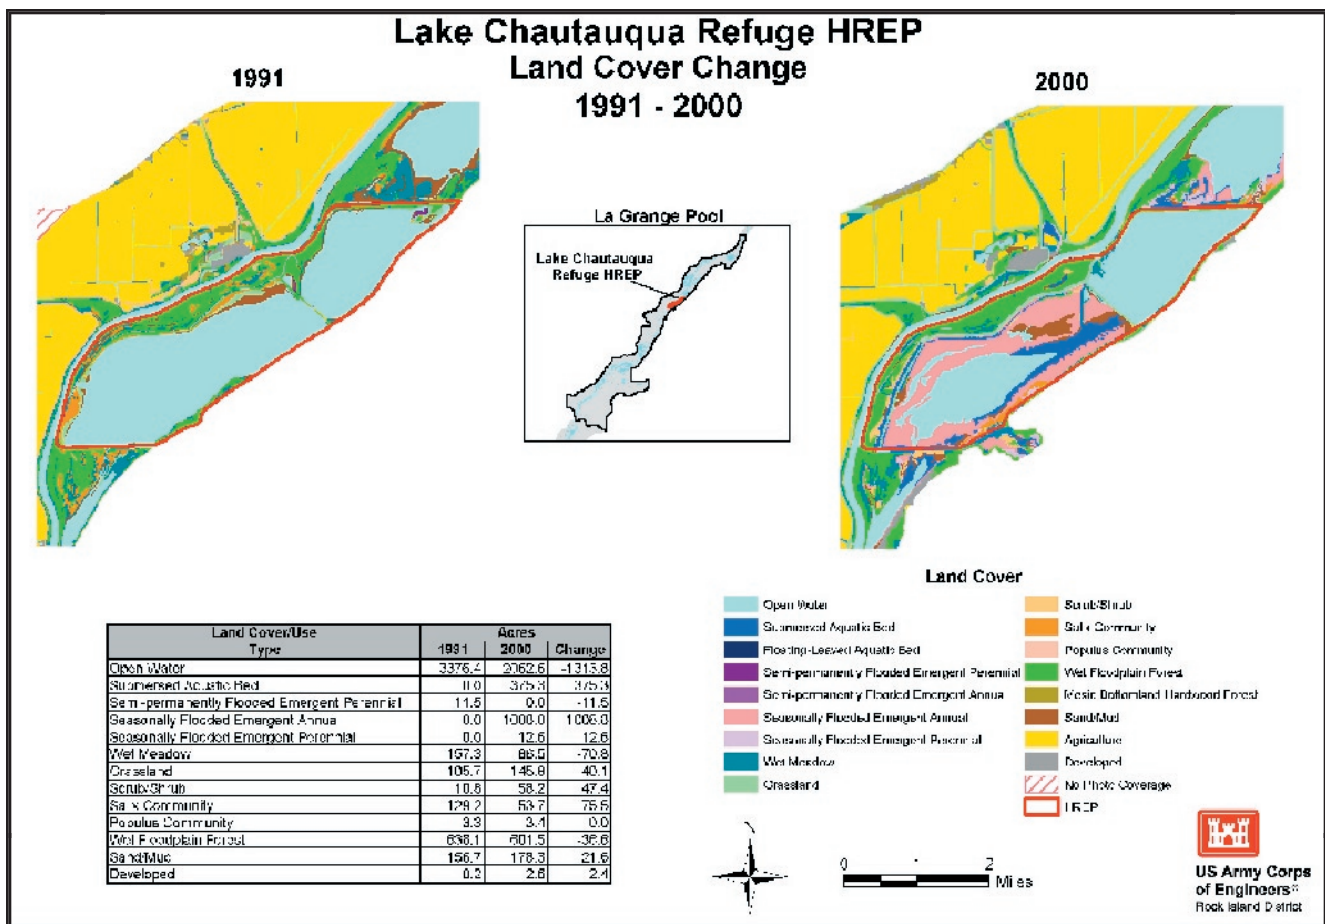 Lake Chautauqua Refuge HREP
Land Cover Change
1991 - 2000
1991
2000
La Grange Pool
Lake Chautauqua
Refuge HREP
Land Cover
Open Water
Submersed Aquatic Bed
Floating-Leaved Aquatic Bed
Semi-permanently Flooded Emergent Perennial
Semi-permanently Flooded Emergent Annual
Seasonally Flooded Emergent Annual
Seasonally Flooded Emergent Perennial
Wet Meadow
Grassland
Scrub/Shrub
Salix Community
Populus Community
Wet Floodplain Forest
Mesic Bottomland Hardwood Forest
Sand/Mud
Agriculture
Developed
No Photo Coverage
HREP
Land Cover/Use Acres
Type 1991 2000 Change
Open Water 3376.4 2062.6 -1313.8
Submersed Aquatic Bed 0.0 375.3 375.3
Semi-permanently Flooded Emergent Perennial 11.5 0.0 -11.5
Seasonally Flooded Emergent Annua 0.0
Seasonally Flooded Emergent Perennial 0.0 12.6 12.6
Wet Meadow 157.3 86.5 -70.8
Grassland 105.7 145.8 40.1
Scrub/Shrub 10.8 58.2 47.4
Salix Community 129.2 53.7
Populus Community 3.3 3.4 0.0
Wet Floodplain Forest 638.1 601.5 -36.6
Sand/Mud 156.7 178.3 21.6
Developed 0.2 2.6 2.4
0 2
Miles
US Army Corps
of Engineers®
Rock Island District